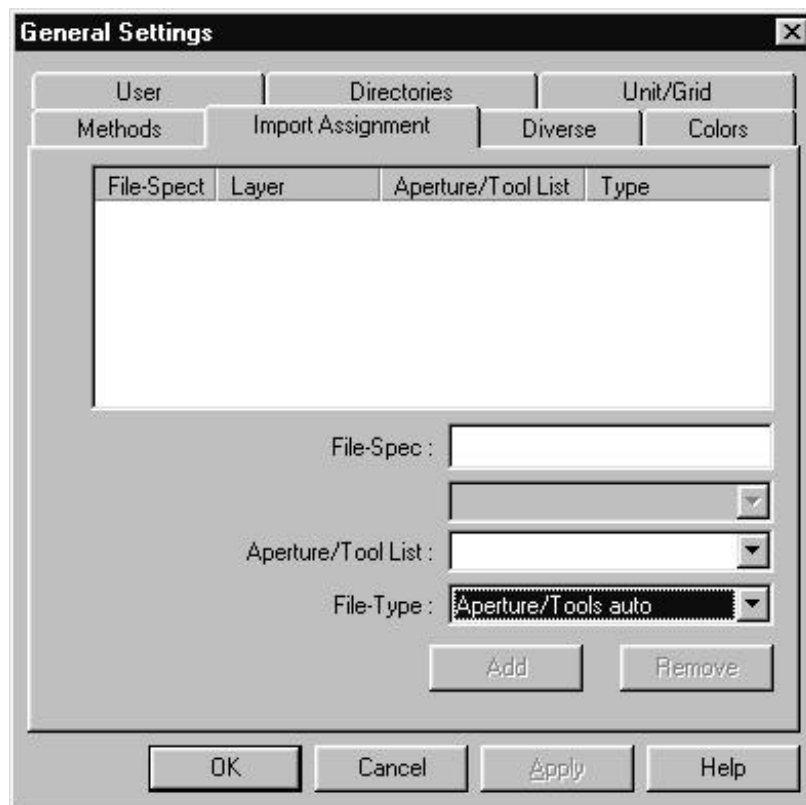 General Settings
User Directories Unit/Grid
Methods Import Assignment Diverse Colors
File-Spect Layer Aperture/Tool List Type
File-Spec :
Aperture/Tool List :
File-Type : Aperture/Tools auto
Add Remove
OK Cancel Apply Help